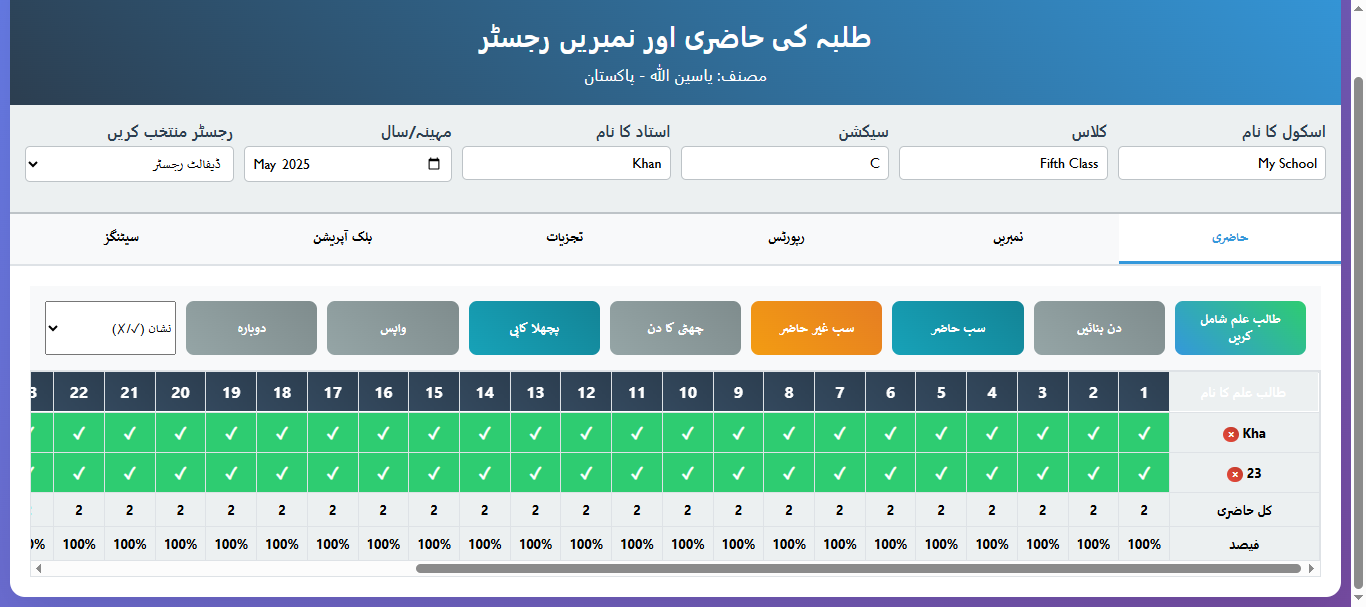 طلبہ کی حاضری اور نمبریں رجسٹر
مصنف: یاسین اللہ - پاکستان
اسکول کا نام
کلاس
سیکشن
استاد کا نام
مہینہ/سال
رجسٹر منتخب کریں
My School
Fifth Class
C
Khan
May 2025
ڈیفالٹ رجسٹر
حاضری
نمبریں
رپورٹس
تجزیات
بلک آپریشن
سیٹنگز
طالب علم شامل کریں
دن بنائیں
سب حاضر
سب غیر حاضر
چھٹی کا دن
پچھلا کاپی
واپس
دوبارہ
نشان (✓/✗)
طالب علم کا نام 1 2 3 4 5 6 7 8 9 10 11 12 13 14 15 16 17 18 19 20 21 22
Kha ✓ ✓ ✓ ✓ ✓ ✓ ✓ ✓ ✓ ✓ ✓ ✓ ✓ ✓ ✓ ✓ ✓ ✓ ✓ ✓ ✓ ✓
23 ✓ ✓ ✓ ✓ ✓ ✓ ✓ ✓ ✓ ✓ ✓ ✓ ✓ ✓ ✓ ✓ ✓ ✓ ✓ ✓ ✓ ✓
کل حاضری 2 2 2 2 2 2 2 2 2 2 2 2 2 2 2 2 2 2 2 2 2 2
فیصد 100% 100% 100% 100% 100% 100% 100% 100% 100% 100% 100% 100% 100% 100% 100% 100% 100% 100% 100% 100% 100% 100%